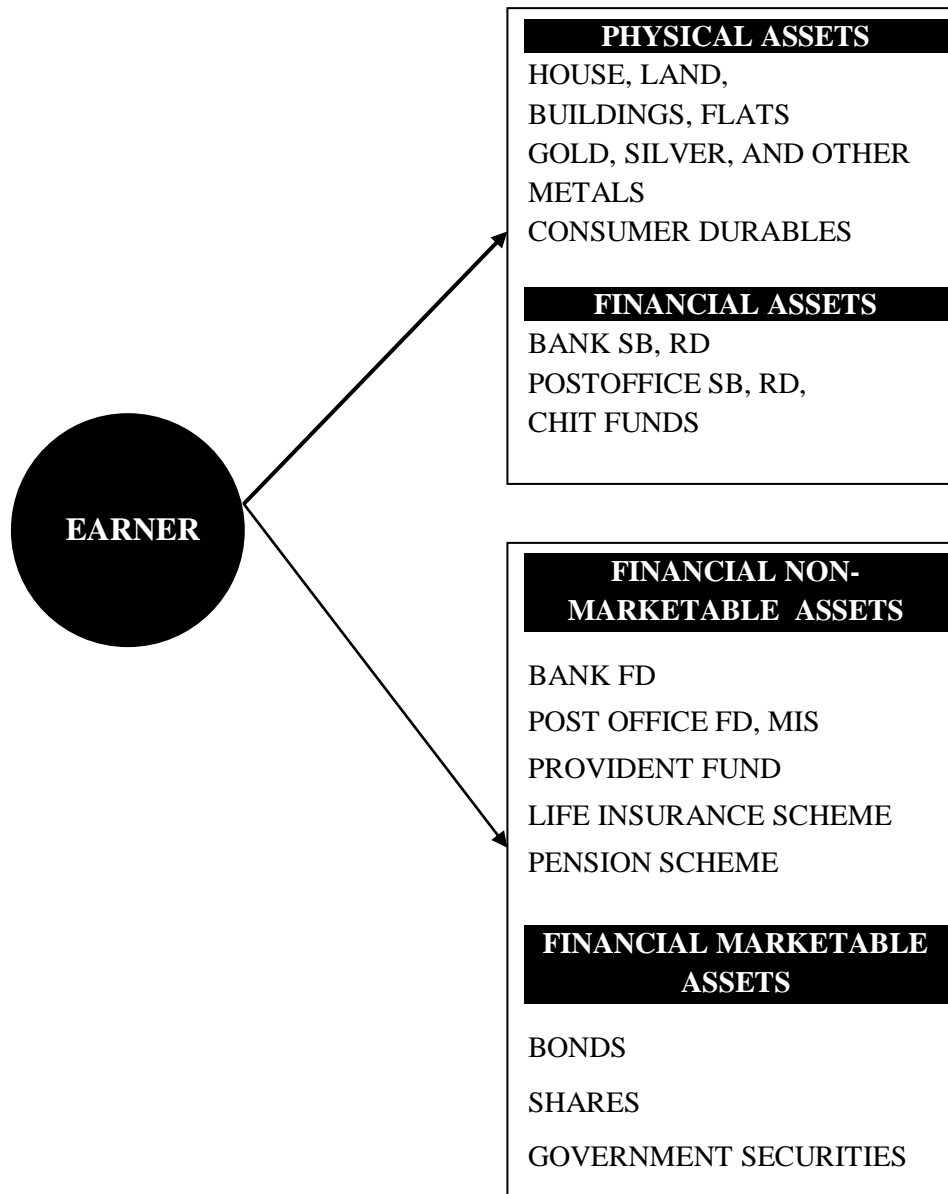 PHYSICAL ASSETS
HOUSE, LAND,
BUILDINGS, FLATS
GOLD, SILVER, AND OTHER
METALS
CONSUMER DURABLES
FINANCIAL ASSETS
BANK SB, RD
POSTOFFICE SB, RD,
CHIT FUNDS
EARNER
FINANCIAL NON-
MARKETABLE ASSETS
BANK FD
POST OFFICE FD, MIS
PROVIDENT FUND
LIFE INSURANCE SCHEME
PENSION SCHEME
FINANCIAL MARKETABLE
ASSETS
BONDS
SHARES
GOVERNMENT SECURITIES